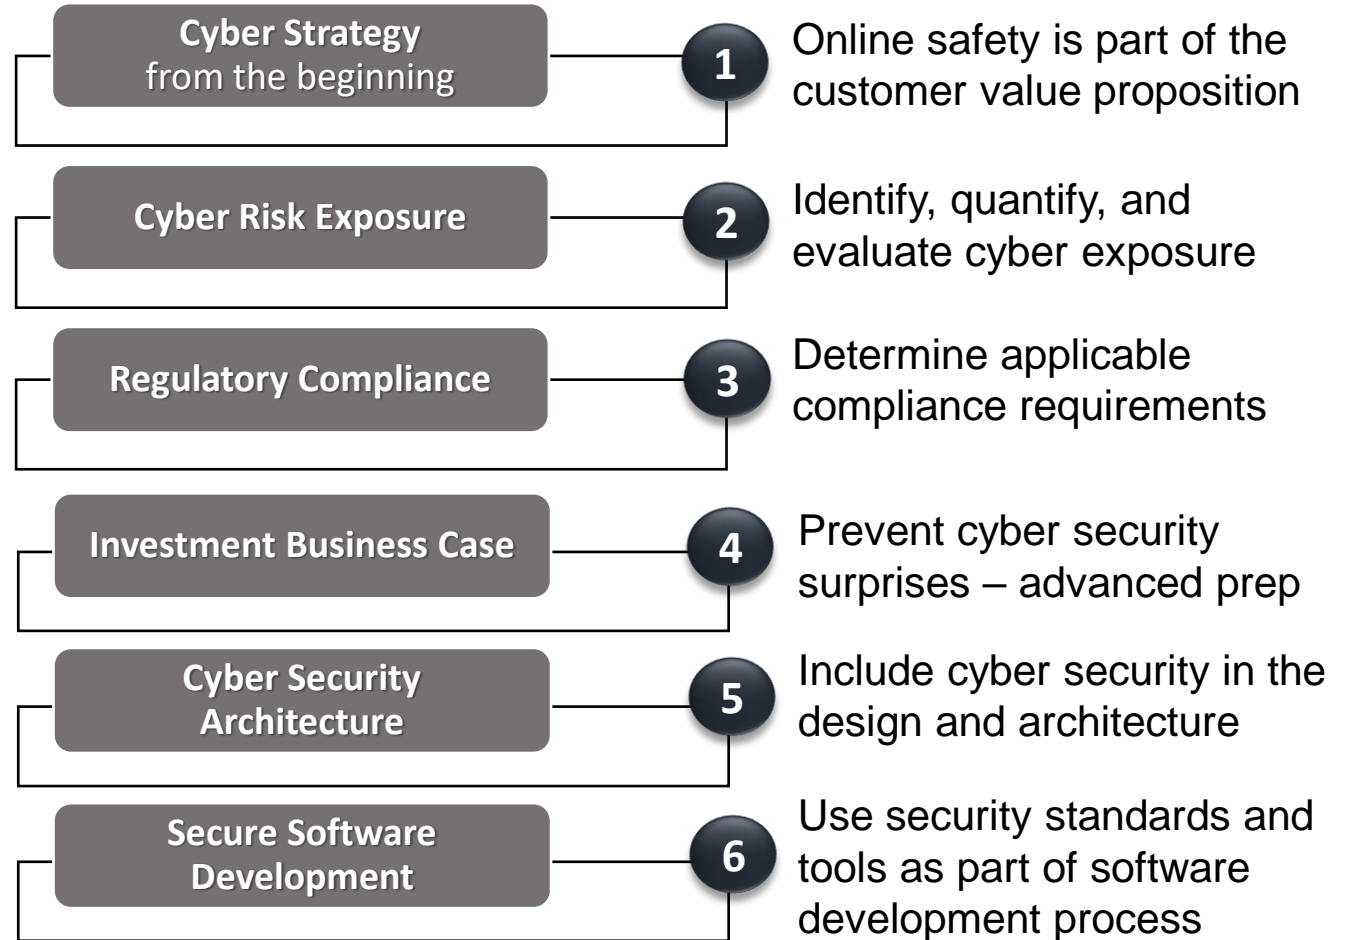 Cyber Strategy
from the beginning
1
Online safety is part of the
customer value proposition
Cyber Risk Exposure
2
Identify, quantify, and
evaluate cyber exposure
Regulatory Compliance
3
Determine applicable
compliance requirements
Investment Business Case
4
Prevent cyber security
surprises – advanced prep
Cyber Security
Architecture
5
Include cyber security in the
design and architecture
Secure Software
Development
6
Use security standards and
tools as part of software
development process